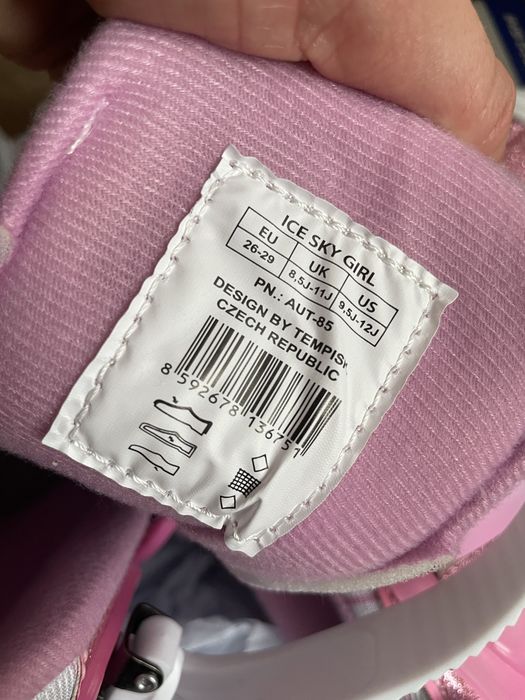 ICE SKY GIRL
EU UK US
26-29 8,5J-11J 9,5J-12J
PN.: AUT-85
DESIGN BY TEMPISH
CZECH REPUBLIC
8 592678 136751